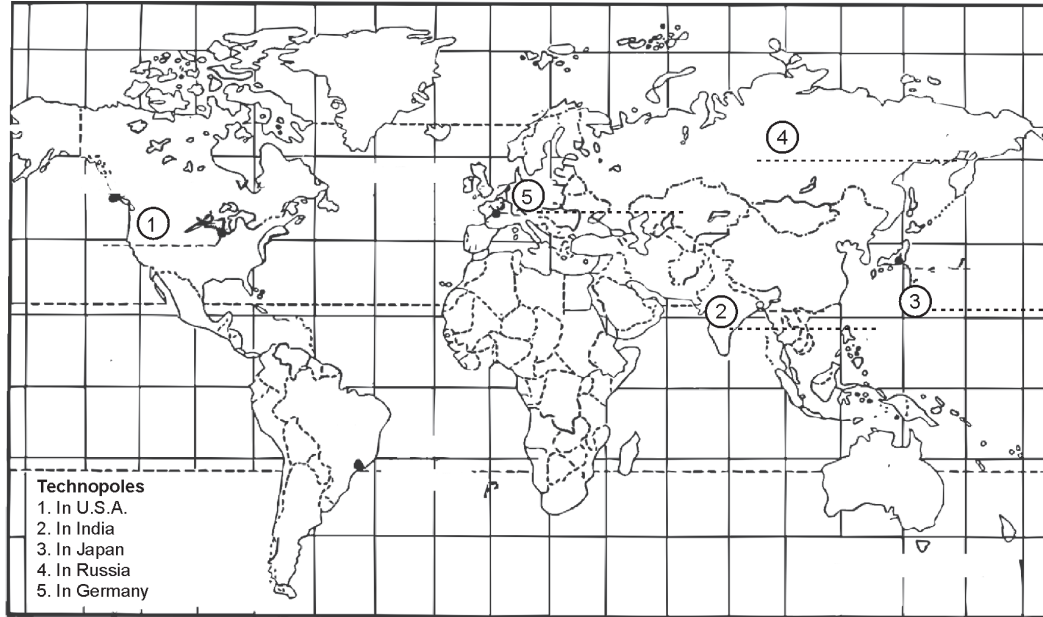 4
5
1
2
3
Technopoles
1. In U.S.A.
2. In India
3. In Japan
4. In Russia
5. In Germany